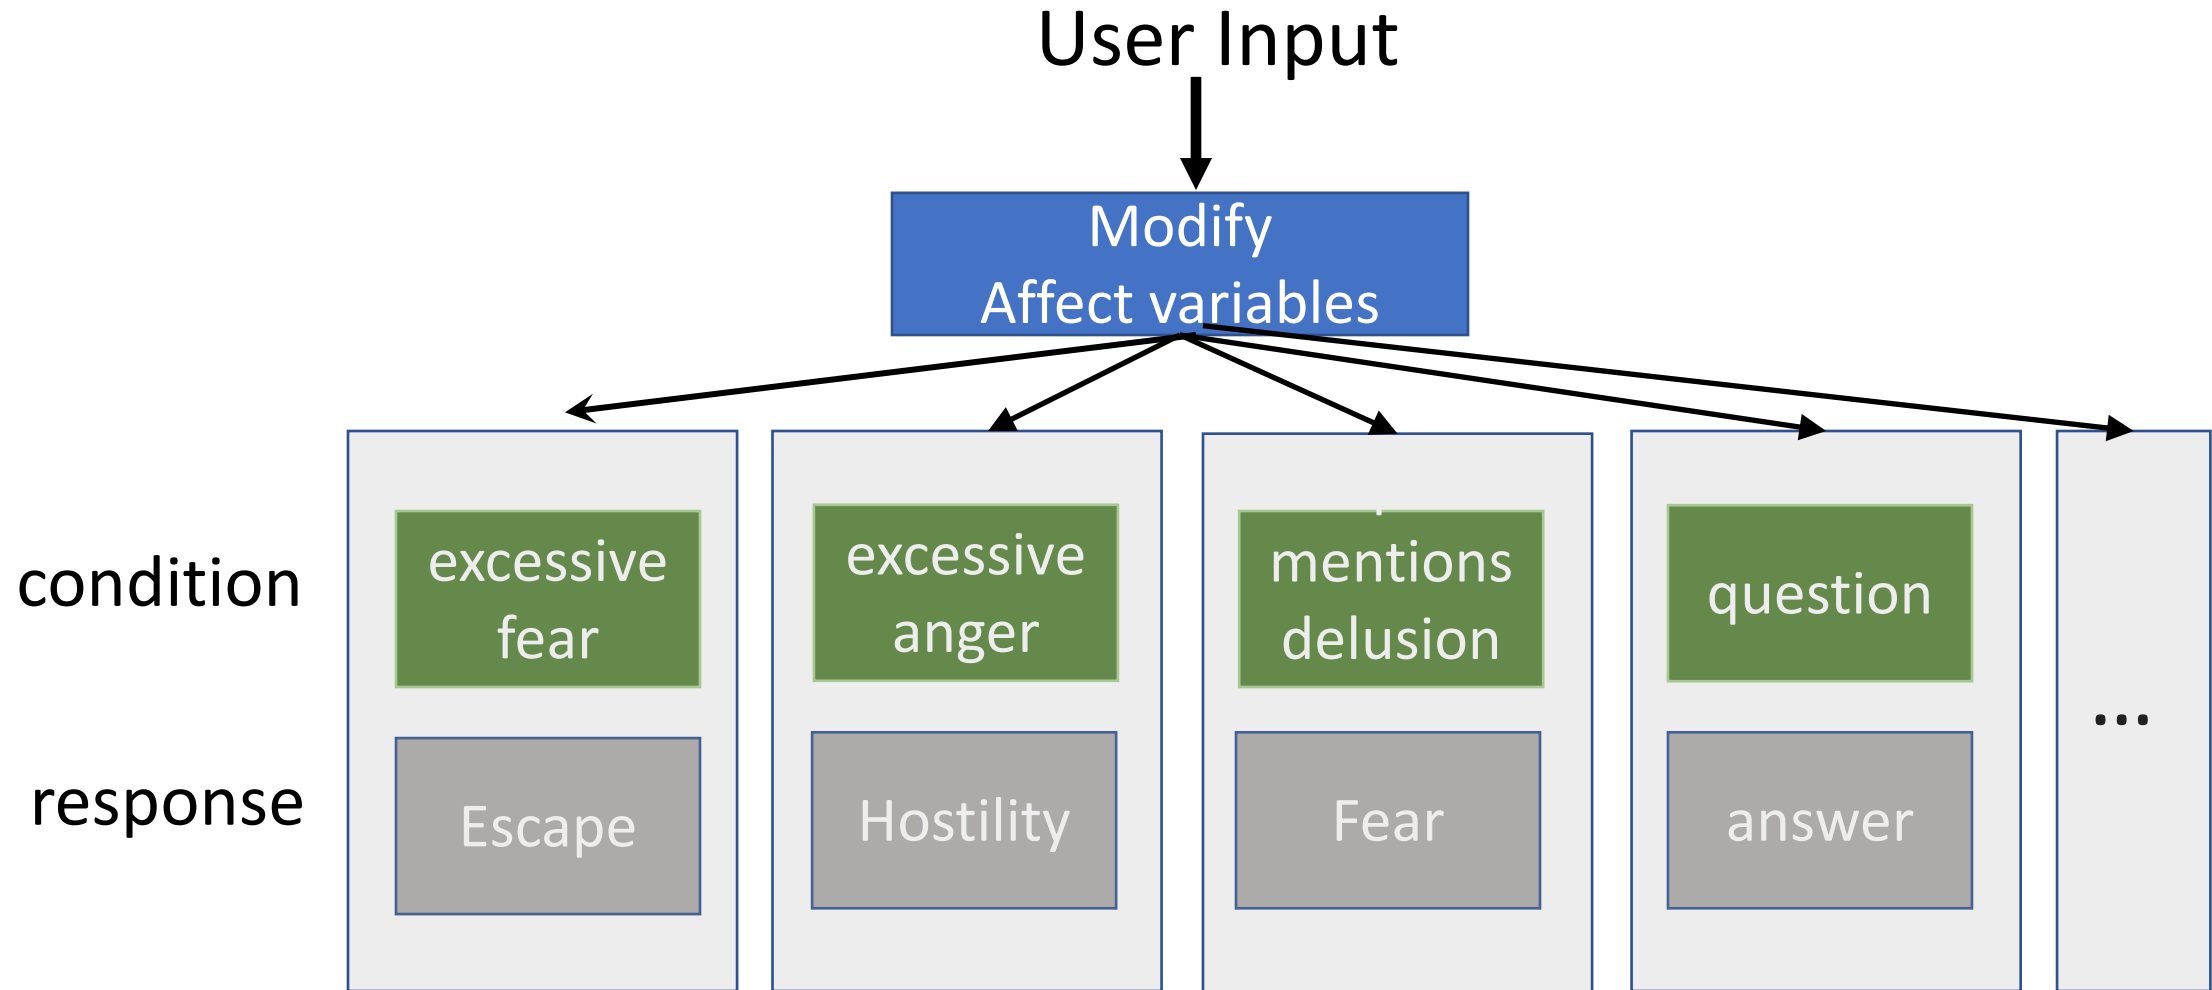 User Input
Modify
Affect variables
condition
excessive
fear
excessive
anger
mentions
delusion
question
...
response
Escape
Hostility
Fear
answer